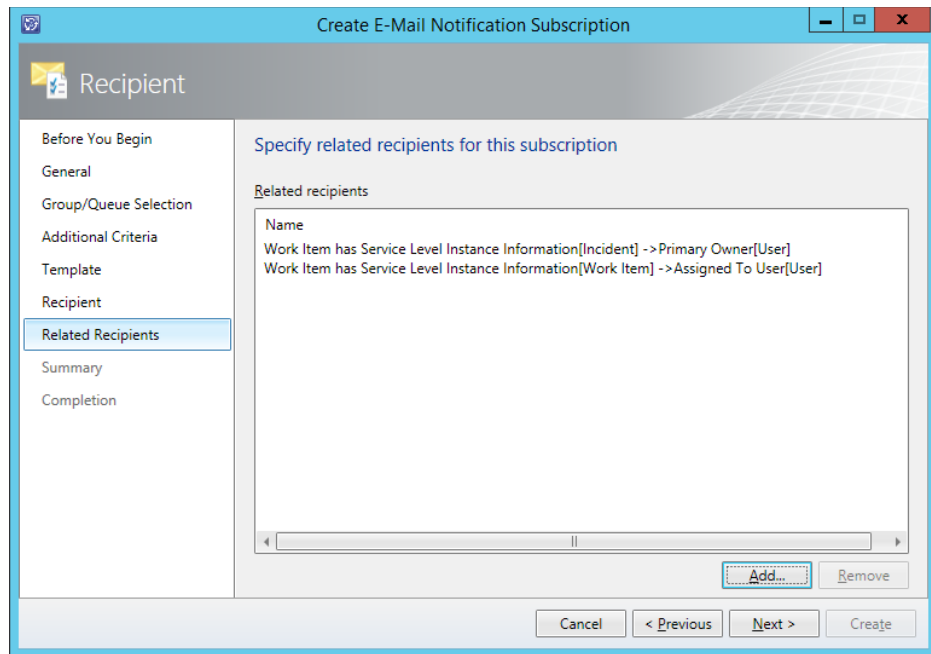 Create E-Mail Notification Subscription
Recipient
Before You Begin
General
Group/Queue Selection
Additional Criteria
Template
Recipient
Related Recipients
Summary
Completion
Specify related recipients for this subscription
Related recipients
Name
Work Item has Service Level Instance Information[Incident] ->Primary Owner[User]
Work Item has Service Level Instance Information[Work Item] ->Assigned To User[User]
Add...
Remove
Cancel
< Previous
Next >
Create